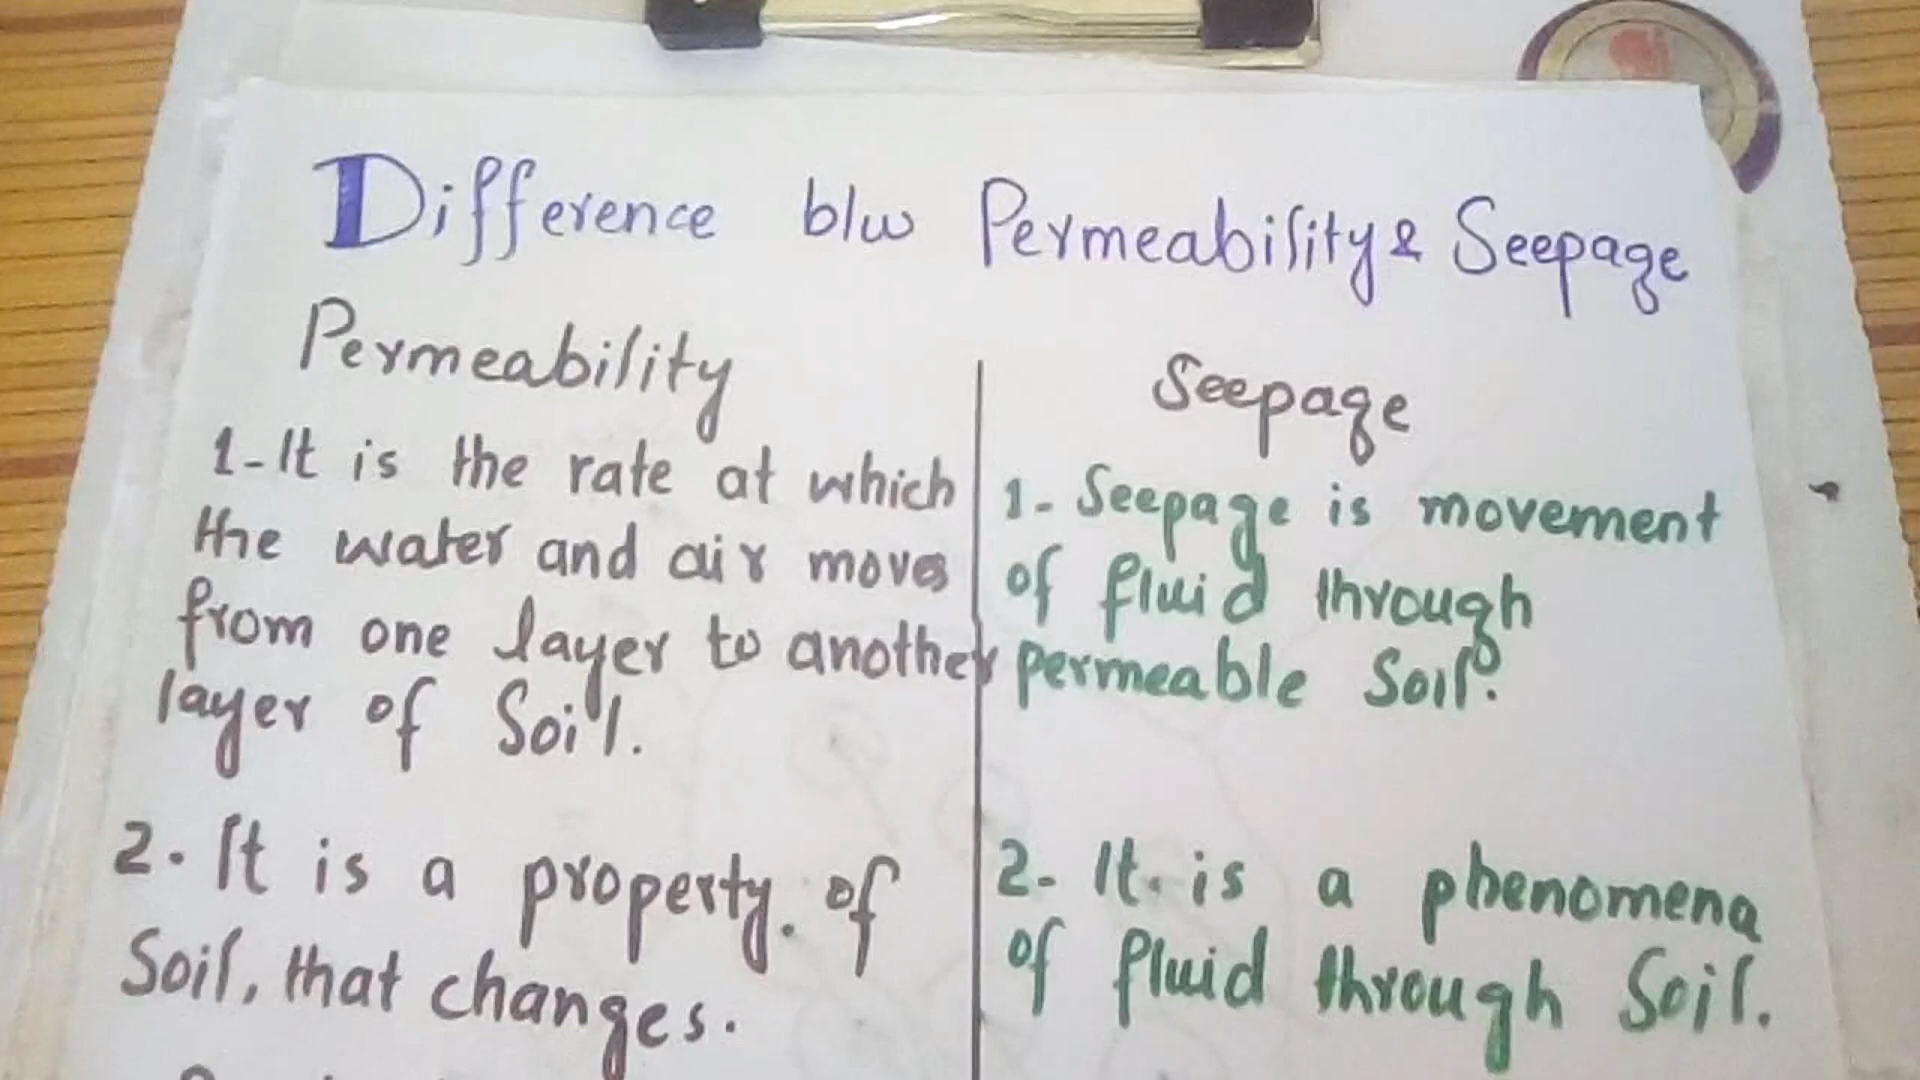 Difference b/w Permeability & Seepage
Permeability
1-It is the rate at which
the water and air moves
from one layer to another
layer of Soil.
2. It is a property. of
Soil, that changes.
Seepage
1- Seepage is movement
of fluid through
permeable Soil.
2- It is a phenomena
of fluid through Soil.